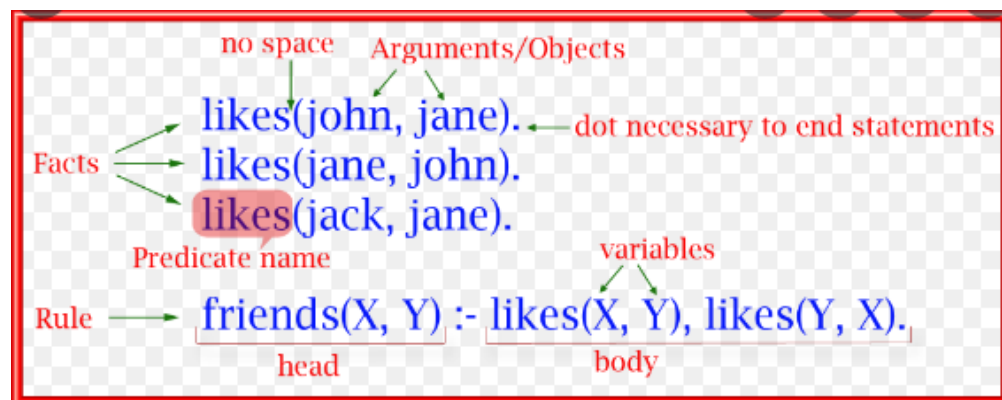 no space
Arguments/Objects
likes(john, jane).
dot necessary to end statements
Facts
likes(jane, john).
likes(jack, jane).
Predicate name
variables
Rule
friends(X, Y) :- likes(X, Y), likes(Y, X).
head
body